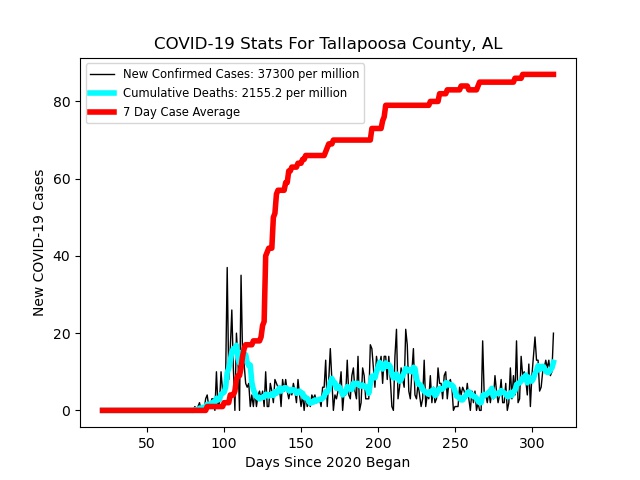 COVID-19 Stats For Tallapoosa County, AL
New Confirmed Cases: 37300 per million
Cumulative Deaths: 2155.2 per million
7 Day Case Average
New COVID-19 Cases
80
60
40
20
0
50 100 150 200 250 300
Days Since 2020 Began